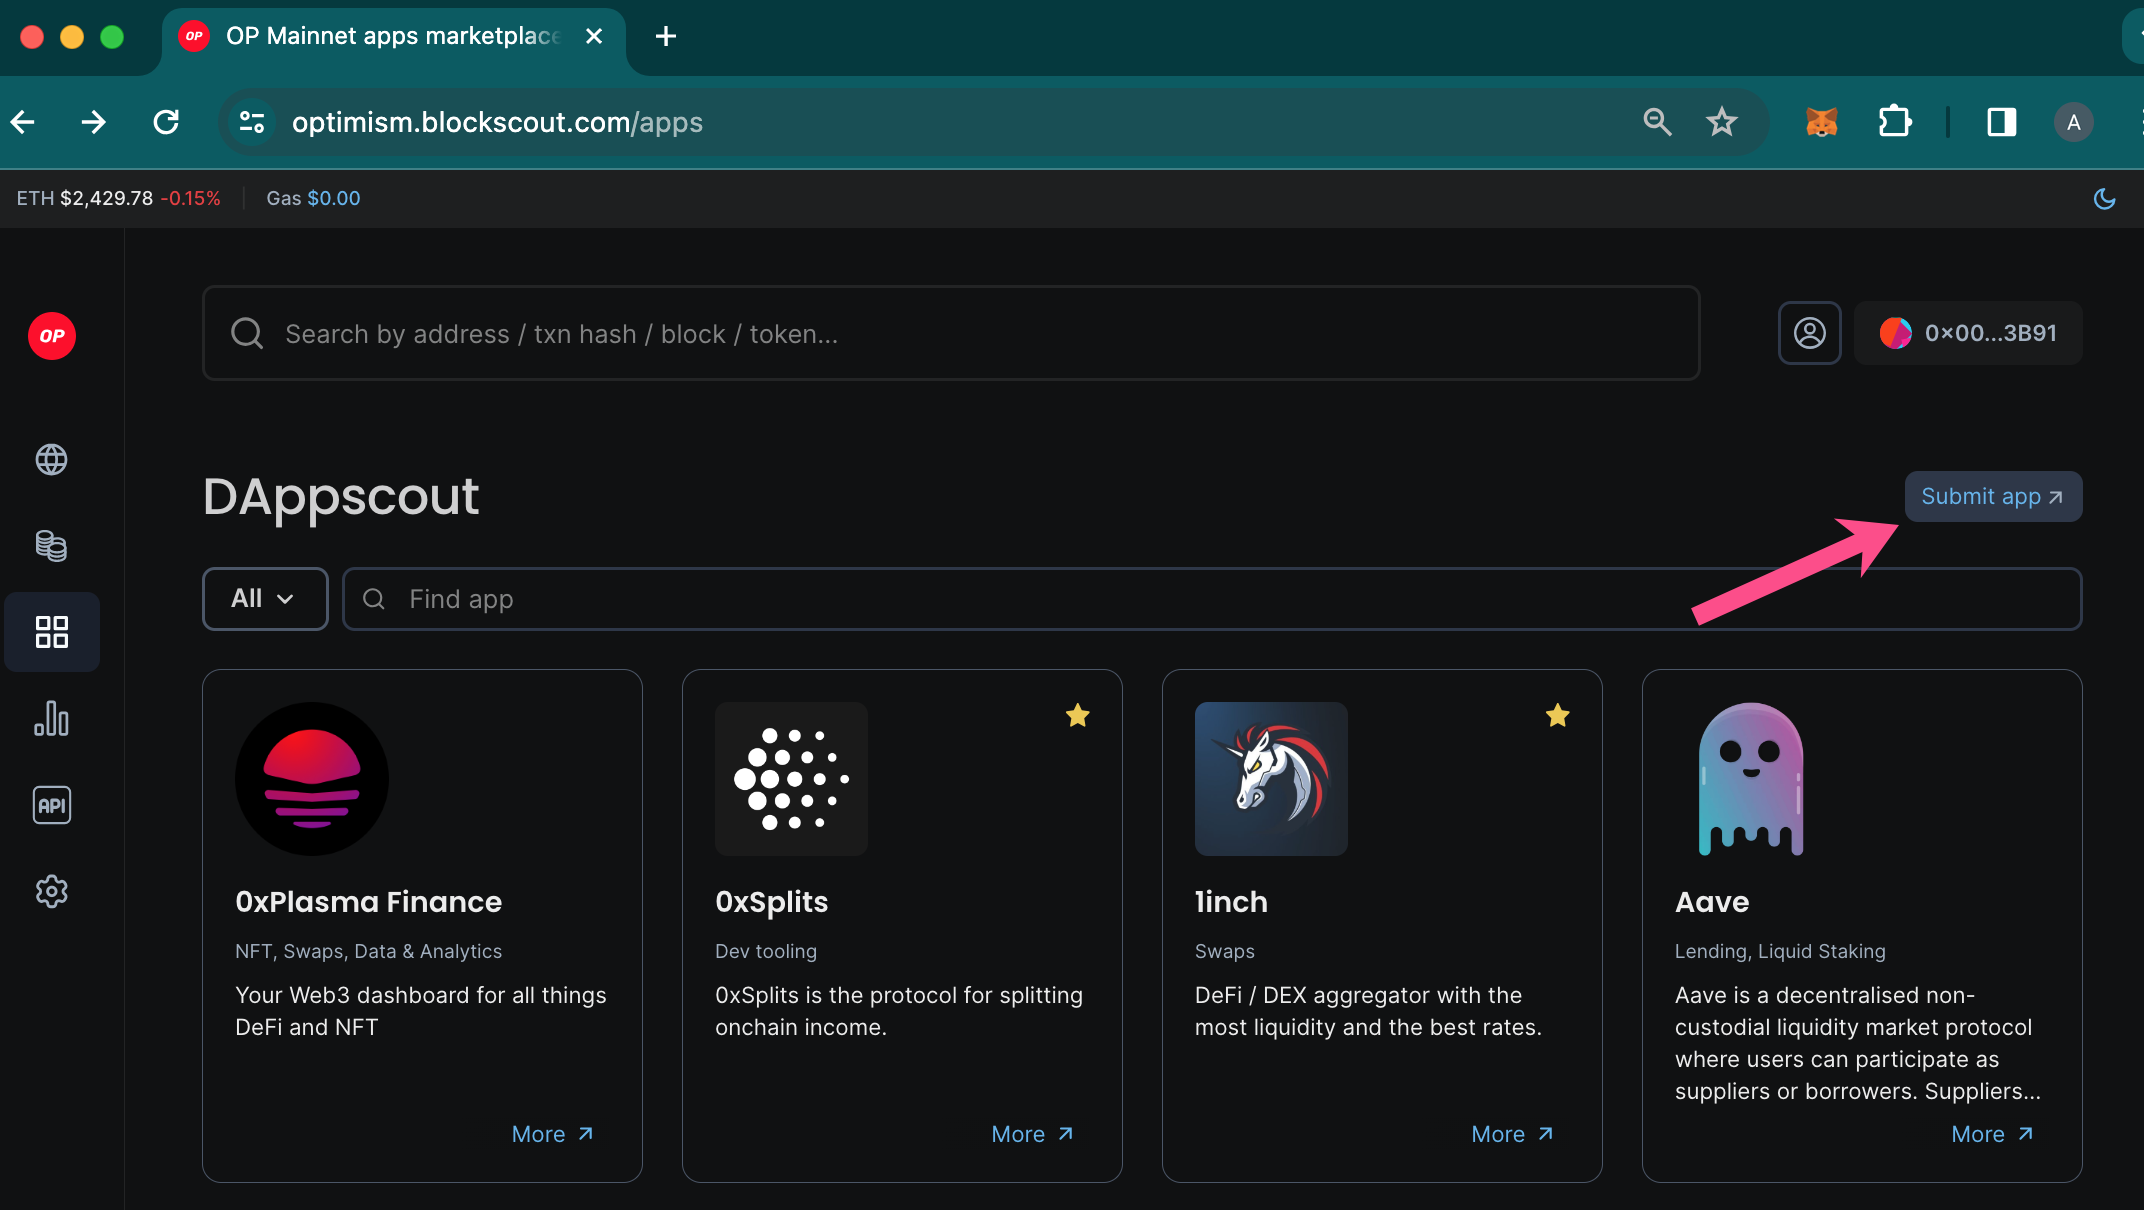 OP OP Mainnet apps marketplace
optimism.blockscout.com/apps
A
ETH $2,429.78 -0.15% Gas $0.00
OP
Search by address / txn hash / block / token...
0x00...3B91
DAppscout
Submit app
All
Find app
API
0xPlasma Finance
NFT, Swaps, Data & Analytics
Your Web3 dashboard for all things
DeFi and NFT
More
0xSplits
Dev tooling
0xSplits is the protocol for splitting
onchain income.
More
1inch
Swaps
DeFi / DEX aggregator with the
most liquidity and the best rates.
More
Aave
Lending, Liquid Staking
Aave is a decentralised non-
custodial liquidity market protocol
where users can participate as
suppliers or borrowers. Suppliers...
More